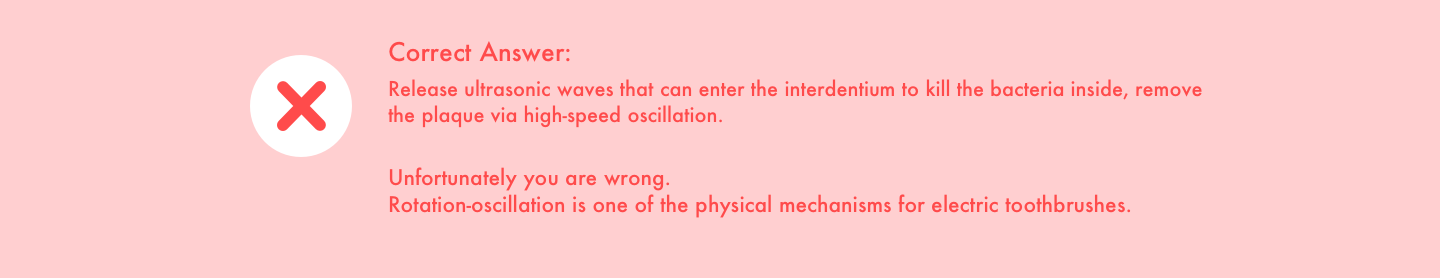 Correct Answer:
Release ultrasonic waves that can enter the interdentium to kill the bacteria inside, remove
the plaque via high-speed oscillation.
Unfortunately you are wrong.
Rotation-oscillation is one of the physical mechanisms for electric toothbrushes.